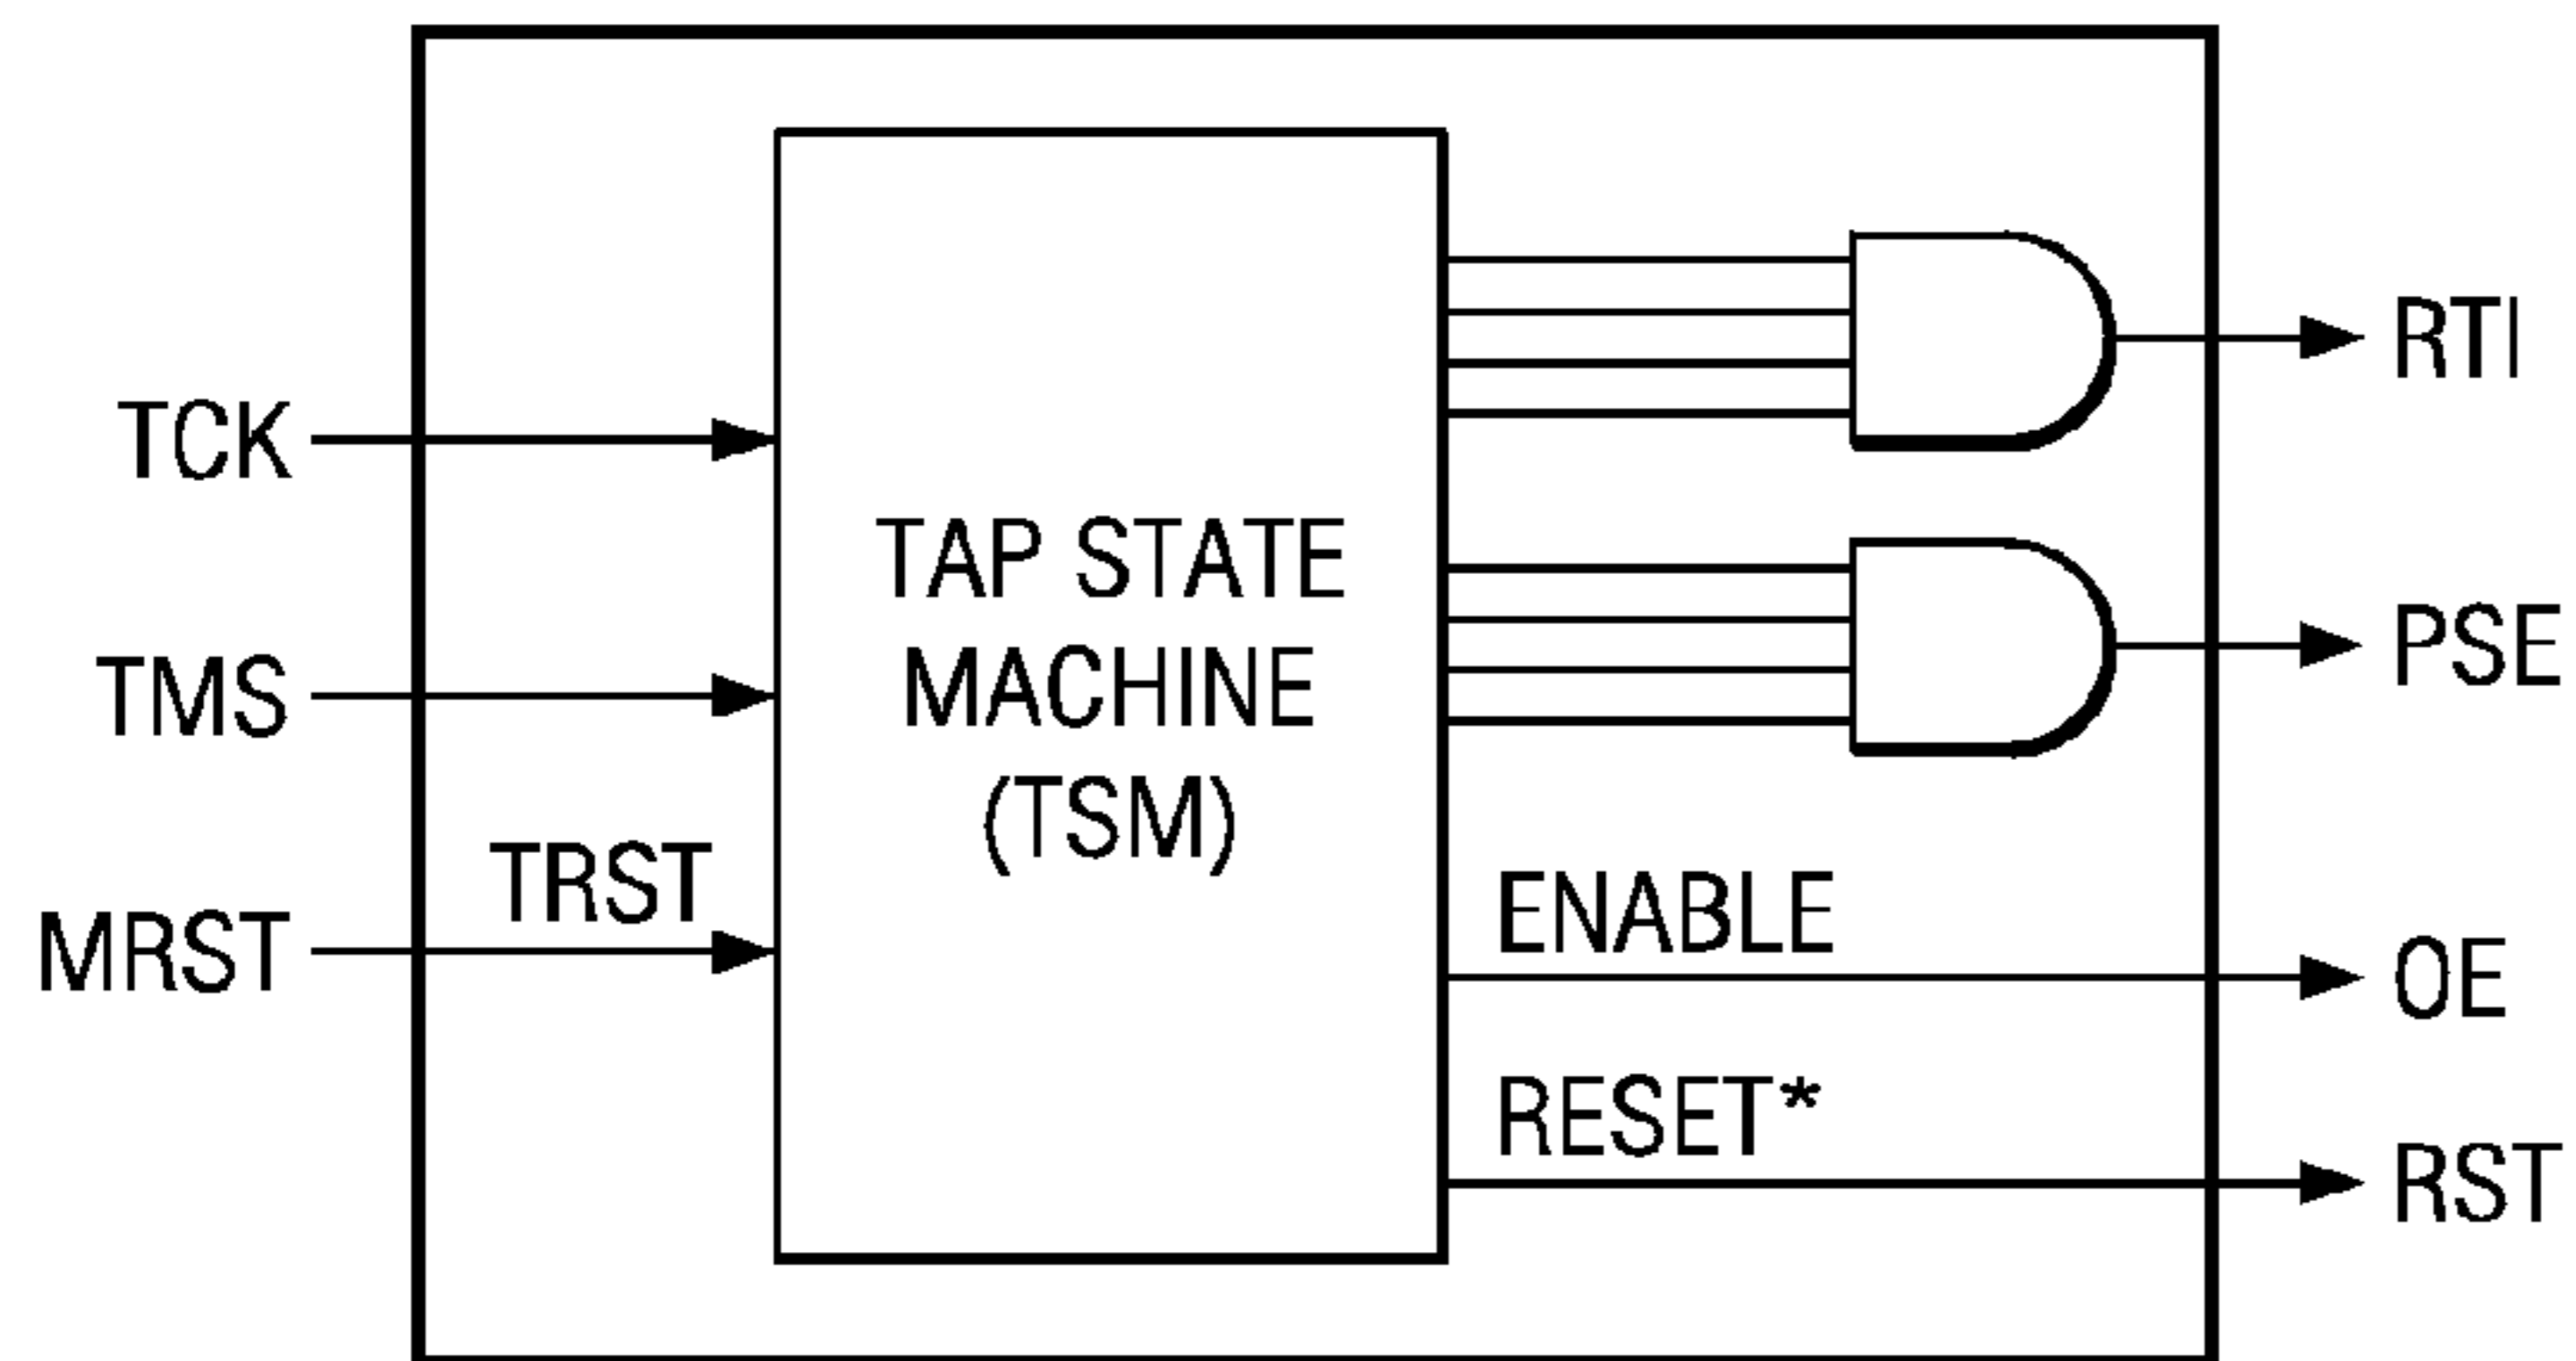 TCK
TMS
MRST
TRST
TAP STATE
MACHINE
(TSM)
ENABLE
RESET*
RTI
PSE
OE
RST